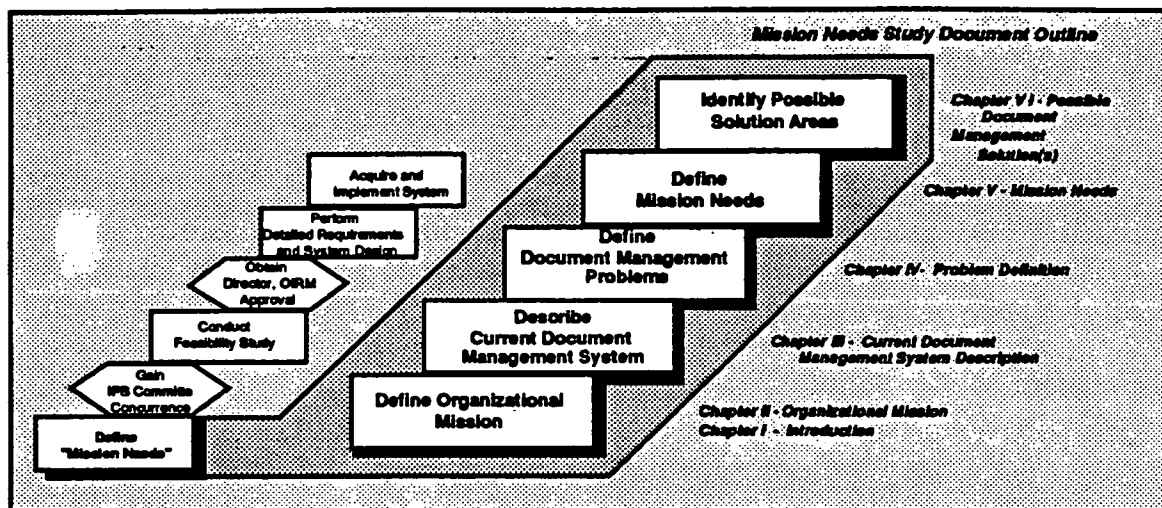 Mission Needs Study Document Outline
Identify Possible
Solution Areas
Chapter VI - Possible
Document
Management
Solution(s)
Acquire and
Implement System
Define
Mission Needs
Chapter V - Mission Needs
Perform
Detailed Requirements
and System Design
Define
Document Management
Problems
Chapter IV - Problem Definition
Obtain
Director, OIRM
Approval
Conduct
Feasibility Study
Describe
Current Document
Management System
Chapter III - Current Document
Management System Description
Gain
IPS Committe
Concurrence
Define Organizational
Mission
Chapter II - Organizational Mission
Chapter I - Introduction
Define
"Mission Needs"